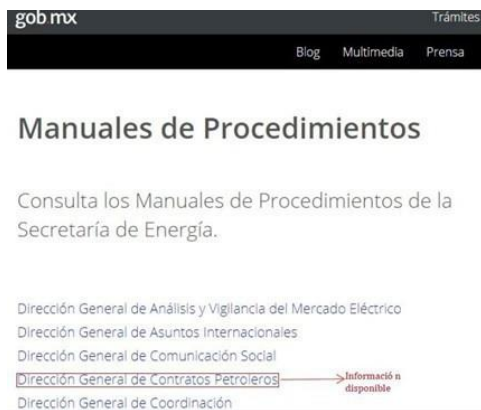 gob mx
Trámites
Blog Multimedia Prensa
Manuales de Procedimientos
Consulta los Manuales de Procedimientos de la
Secretaría de Energía.
Dirección General de Análisis y Vigilancia del Mercado Eléctrico
Dirección General de Asuntos Internacionales
Dirección General de Comunicación Social
Dirección General de Contratos Petroleros
Informació n
disponible
Dirección General de Coordinación